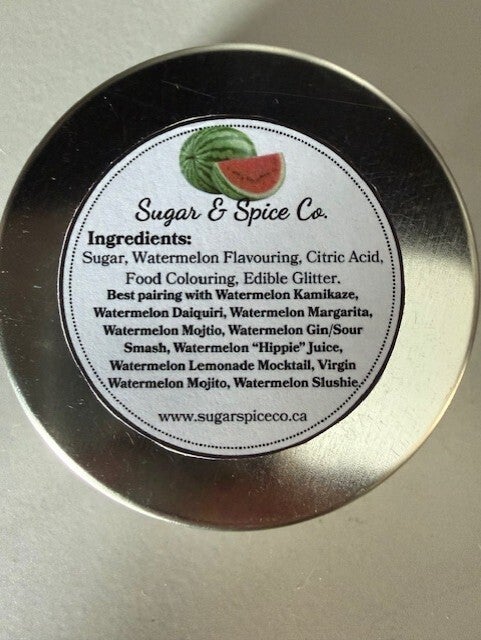 Sugar & Spice Co.
Ingredients:
Sugar, Watermelon Flavouring, Citric Acid,
Food Colouring, Edible Glitter.
Best pairing with Watermelon Kamikaze,
Watermelon Daiquiri, Watermelon Margarita,
Watermelon Mojtio, Watermelon Gin/Sour
Smash, Watermelon “Hippie” Juice,
Watermelon Lemonade Mocktail, Virgin
Watermelon Mojito, Watermelon Slushie.
www.sugarspiceco.ca